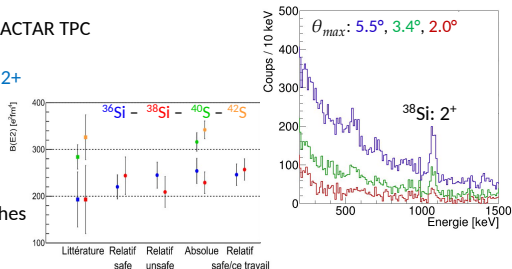 ACTAR TPC
2+
hes
³⁶Si – ³⁸Si – ⁴⁰S – ⁴²S
B(E2) [e²fm⁴]
400
300
200
100
Littérature Relatif Relatif Absolue Relatif
safe unsafe safe/ce travail
θmax: 5.5°, 3.4°, 2.0°
³⁸Si: 2⁺
Coups / 10 keV
500
400
300
200
100
0
500 1000 1500
Energie [keV]